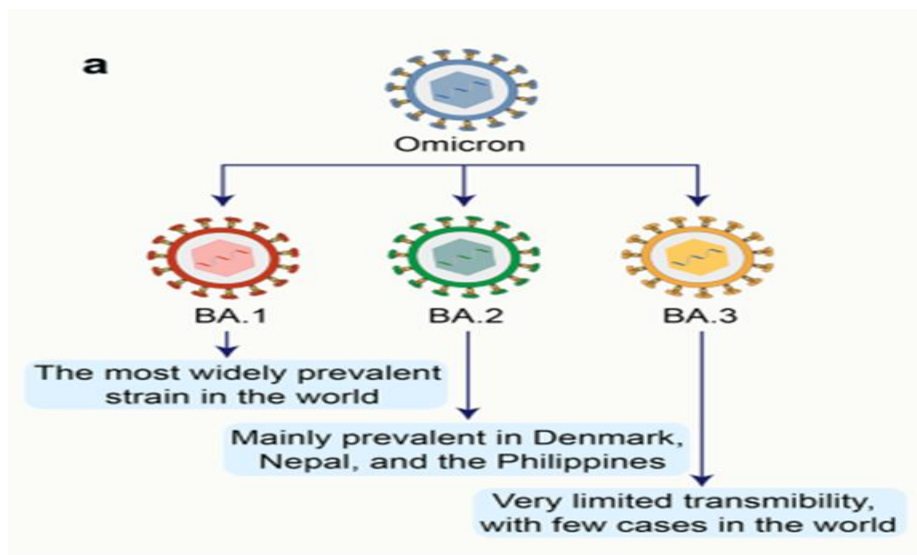 a
Omicron
BA.1
BA.2
BA.3
The most widely prevalent
strain in the world
Mainly prevalent in Denmark,
Nepal, and the Philippines
Very limited transmibility,
with few cases in the world